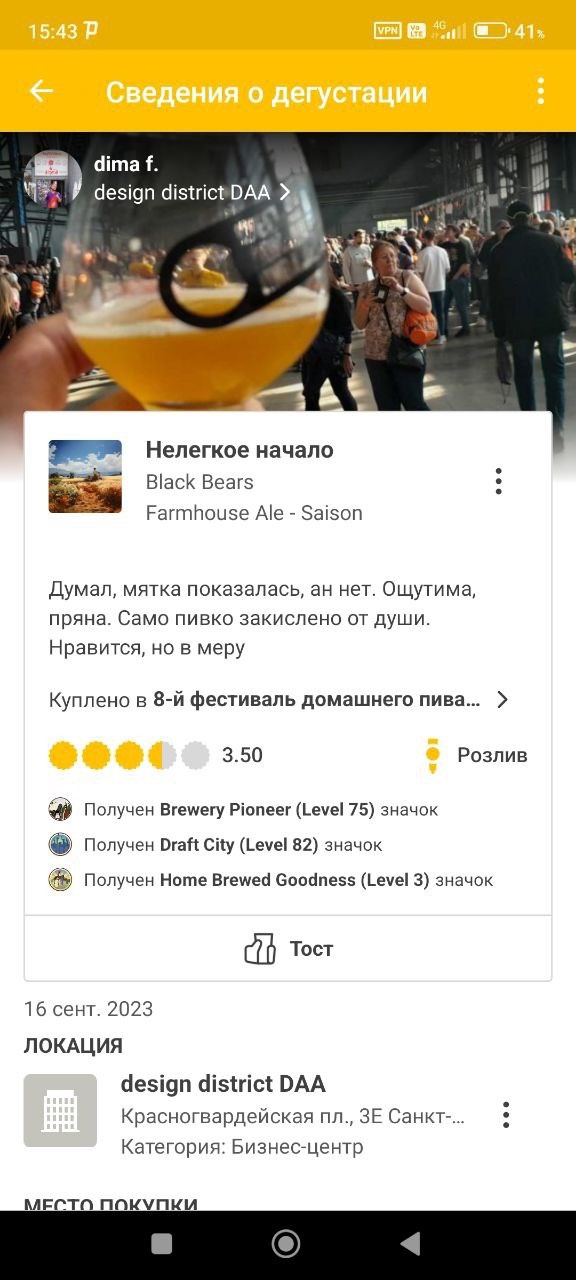 15:43
VPN
VO
LTE
4G
41%
Сведения о дегустации
dima f.
design district DAA
Нелегкое начало
Black Bears
Farmhouse Ale - Saison
Думал, мятка показалась, ан нет. Ощутима,
пряна. Само пивко закислено от души.
Нравится, но в меру
Куплено в 8-й фестиваль домашнего пива...
3.50
Розлив
Получен Brewery Pioneer (Level 75) значок
Получен Draft City (Level 82) значок
Получен Home Brewed Goodness (Level 3) значок
Тост
16 сент. 2023
ЛОКАЦИЯ
design district DAA
Красногвардейская пл., 3Е Санкт-...
Категория: Бизнес-центр
МЕСТО ПОКУПКИ